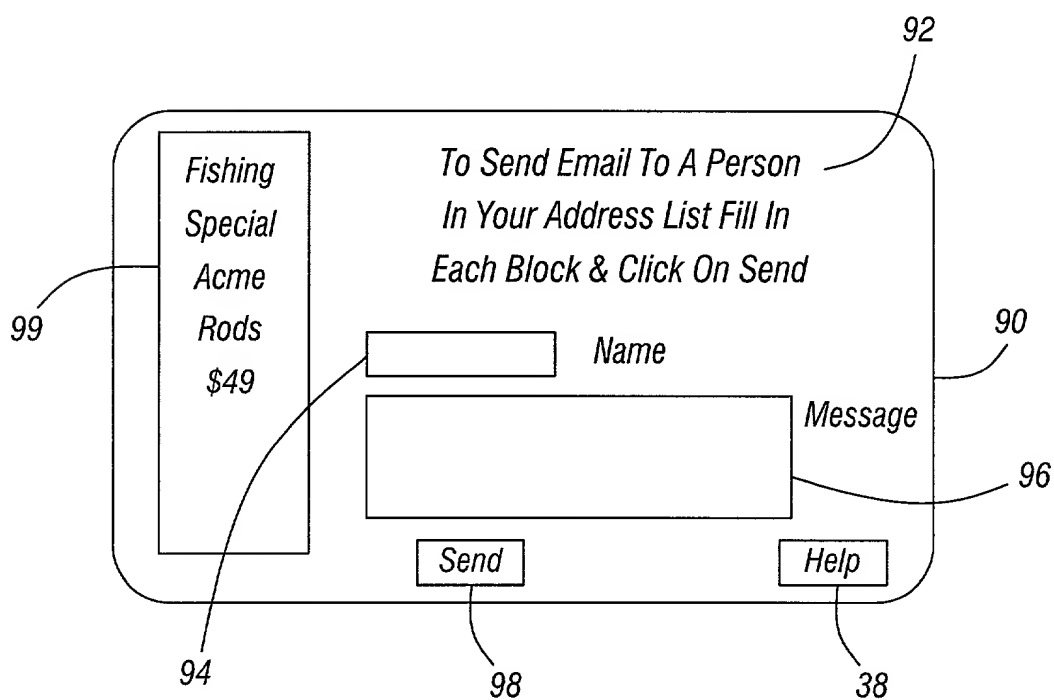 92
Fishing
Special
Acme
Rods
$49
To Send Email To A Person
In Your Address List Fill In
Each Block & Click On Send
99
90
Name
Message
96
Send
Help
94
98
38